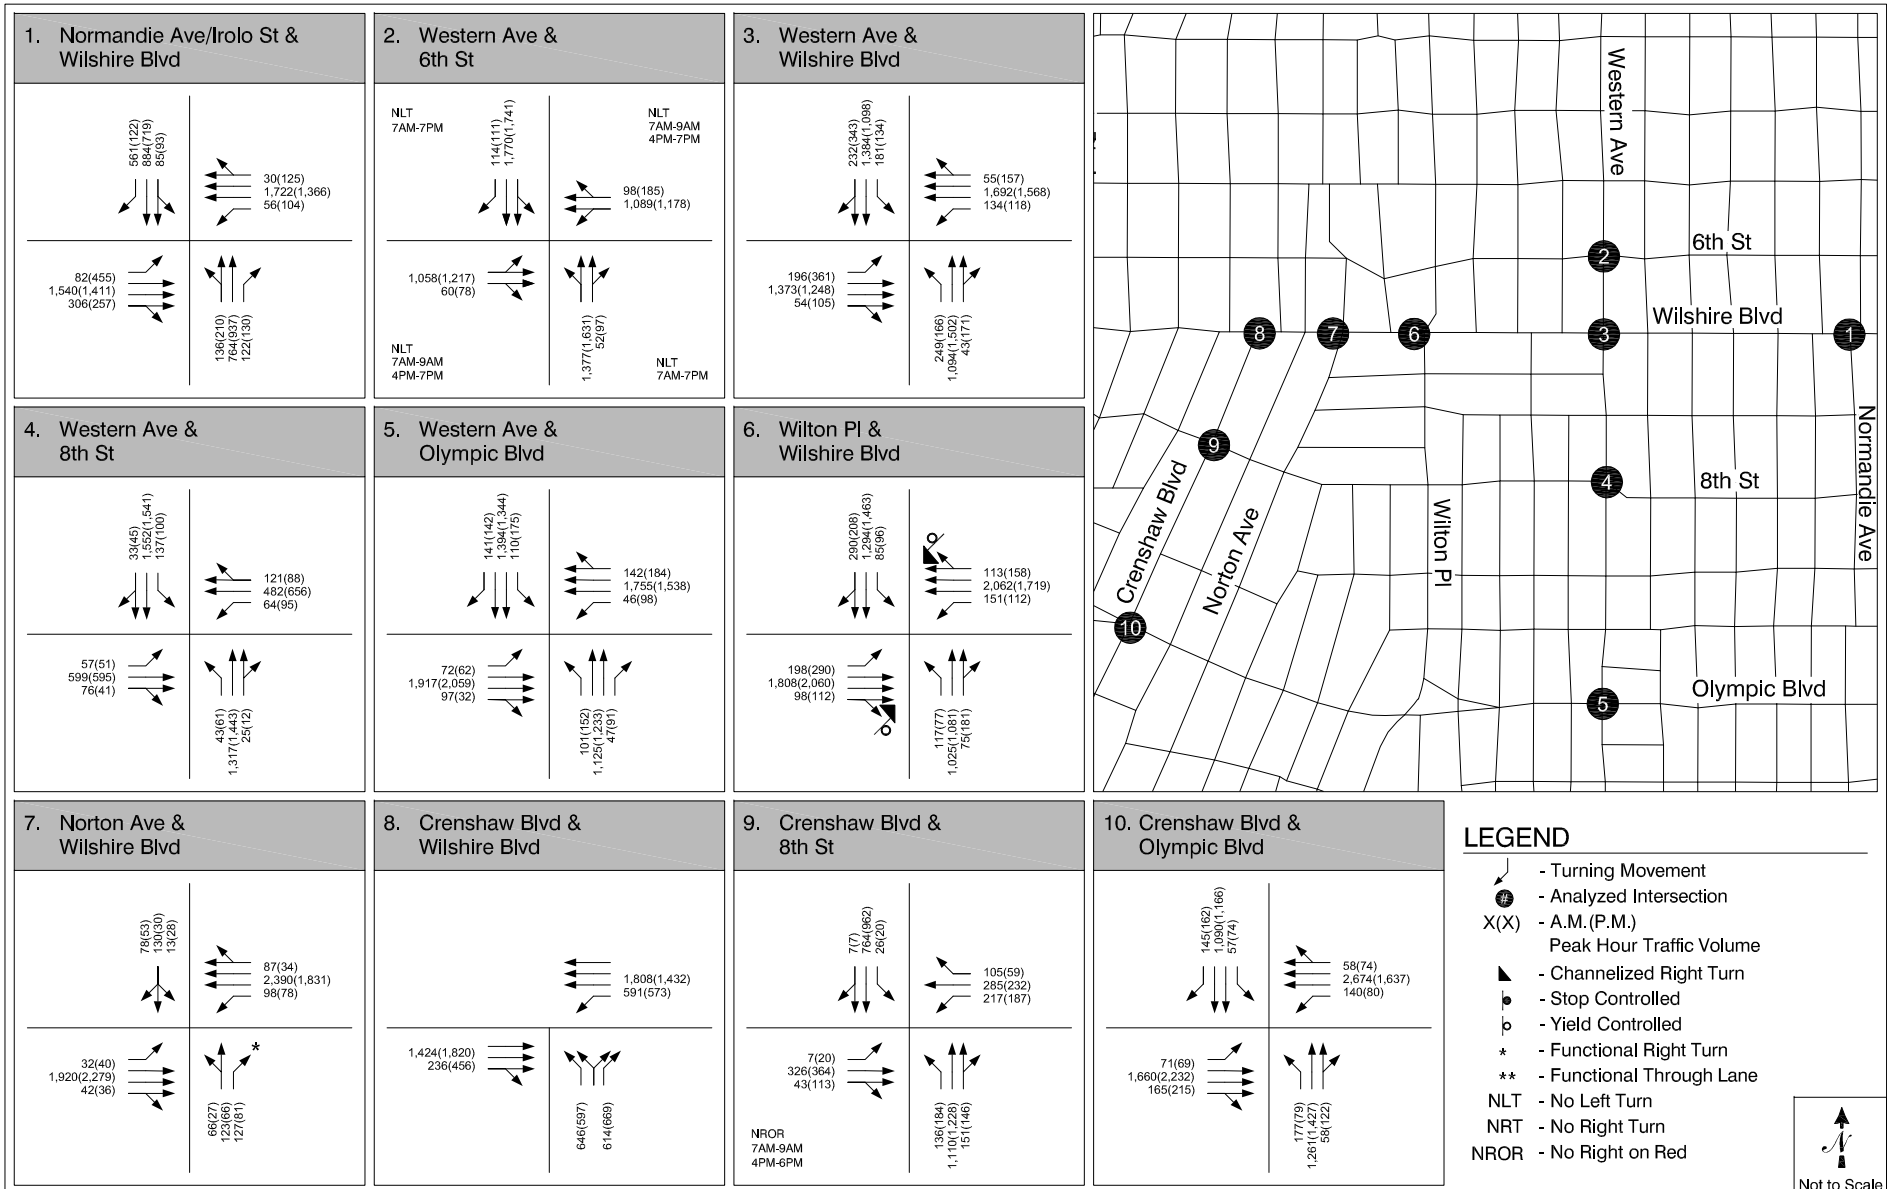 1. Normandie Ave/Irolo St &
Wilshire Blvd
561(122)
884(719)
85(93)
30(125)
1,722(1,366)
56(104)
82(455)
1,540(1,411)
306(257)
136(210)
764(937)
122(130)
2. Western Ave &
6th St
NLT
7AM-7PM
114(111)
1,770(1,741)
NLT
7AM-9AM
4PM-7PM
98(185)
1,089(1,178)
1,058(1,217)
60(78)
NLT
7AM-9AM
4PM-7PM
1,377(1,631)
52(97)
NLT
7AM-7PM
3. Western Ave &
Wilshire Blvd
232(343)
1,384(1,098)
181(134)
55(157)
1,692(1,568)
134(118)
196(361)
1,373(1,248)
54(105)
249(166)
1,094(1,502)
43(171)
4. Western Ave &
8th St
33(45)
1,552(1,541)
137(100)
121(88)
482(656)
64(95)
57(51)
599(595)
76(41)
43(61)
1,317(1,443)
25(12)
5. Western Ave &
Olympic Blvd
141(142)
1,394(1,344)
110(175)
142(184)
1,755(1,538)
46(98)
72(62)
1,917(2,059)
97(32)
101(152)
1,125(1,233)
47(91)
6. Wilton Pl &
Wilshire Blvd
290(208)
1,294(1,463)
85(96)
113(158)
2,062(1,719)
151(112)
198(290)
1,808(2,060)
98(112)
117(77)
1,025(1,081)
75(181)
7. Norton Ave &
Wilshire Blvd
78(53)
130(30)
13(28)
87(34)
2,390(1,831)
98(78)
32(40)
1,920(2,279)
42(36)
*
66(27)
123(66)
127(81)
8. Crenshaw Blvd &
Wilshire Blvd
1,808(1,432)
591(573)
1,424(1,820)
236(456)
646(597)
614(669)
9. Crenshaw Blvd &
8th St
7(7)
764(962)
26(20)
105(59)
285(232)
217(187)
7(20)
326(364)
43(113)
NROR
7AM-9AM
4PM-6PM
136(184)
1,110(1,228)
151(146)
10. Crenshaw Blvd &
Olympic Blvd
145(162)
1,090(1,166)
57(74)
58(74)
2,674(1,637)
140(80)
71(69)
1,660(2,232)
165(215)
177(79)
1,261(1,427)
58(122)
Western Ave
6th St
2
Wilshire Blvd
8
7
6
3
1
9
Normandie Ave
Crenshaw Blvd
4
8th St
Wilton Pl
Norton Ave
10
Olympic Blvd
5
LEGEND
- Turning Movement
# - Analyzed Intersection
X(X) - A.M.(P.M.)
Peak Hour Traffic Volume
- Channelized Right Turn
- Stop Controlled
- Yield Controlled
* - Functional Right Turn
** - Functional Through Lane
NLT - No Left Turn
NRT - No Right Turn
NROR - No Right on Red
N
Not to Scale